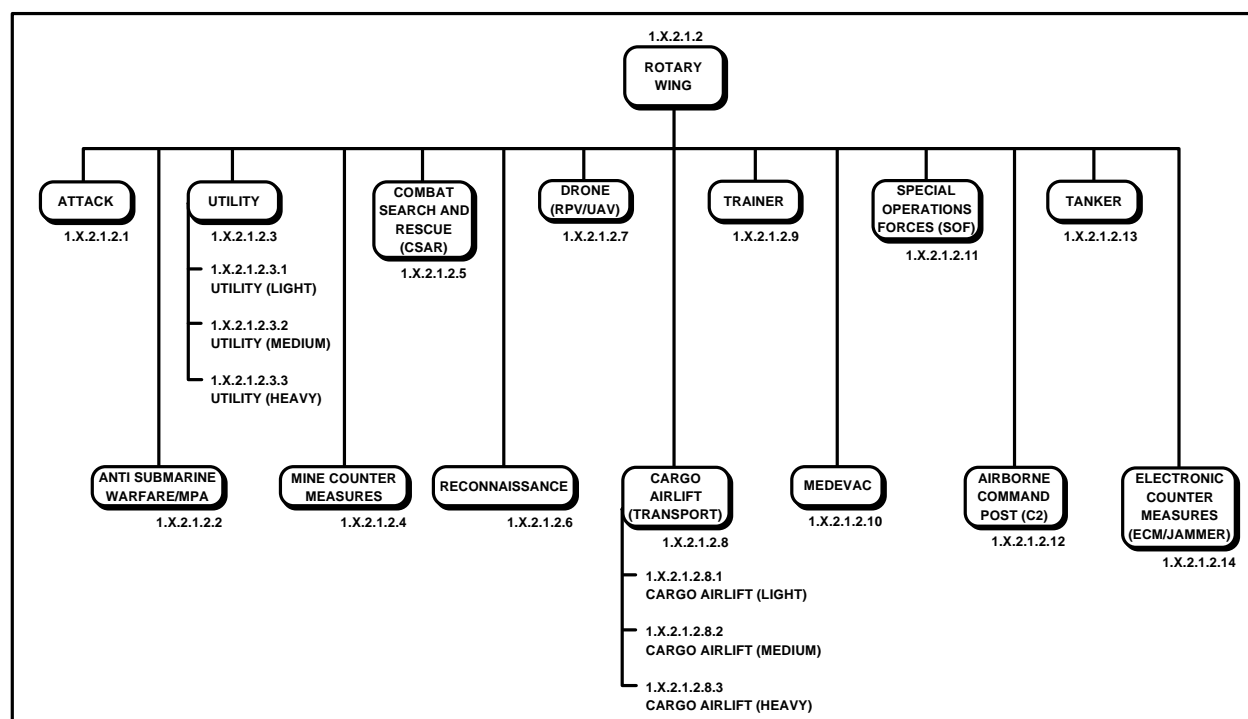 1.X.2.1.2
ROTARY
WING
ATTACK
1.X.2.1.2.1
UTILITY
1.X.2.1.2.3
1.X.2.1.2.3.1
UTILITY (LIGHT)
1.X.2.1.2.3.2
UTILITY (MEDIUM)
1.X.2.1.2.3.3
UTILITY (HEAVY)
COMBAT
SEARCH AND
RESCUE
(CSAR)
1.X.2.1.2.5
DRONE
(RPV/UAV)
1.X.2.1.2.7
TRAINER
1.X.2.1.2.9
SPECIAL
OPERATIONS
FORCES (SOF)
1.X.2.1.2.11
TANKER
1.X.2.1.2.13
ANTI SUBMARINE
WARFARE/MPA
1.X.2.1.2.2
MINE COUNTER
MEASURES
1.X.2.1.2.4
RECONNAISSANCE
1.X.2.1.2.6
CARGO
AIRLIFT
(TRANSPORT)
1.X.2.1.2.8
1.X.2.1.2.8.1
CARGO AIRLIFT (LIGHT)
1.X.2.1.2.8.2
CARGO AIRLIFT (MEDIUM)
1.X.2.1.2.8.3
CARGO AIRLIFT (HEAVY)
MEDEVAC
1.X.2.1.2.10
AIRBORNE
COMMAND
POST (C2)
1.X.2.1.2.12
ELECTRONIC
COUNTER
MEASURES
(ECM/JAMMER)
1.X.2.1.2.14